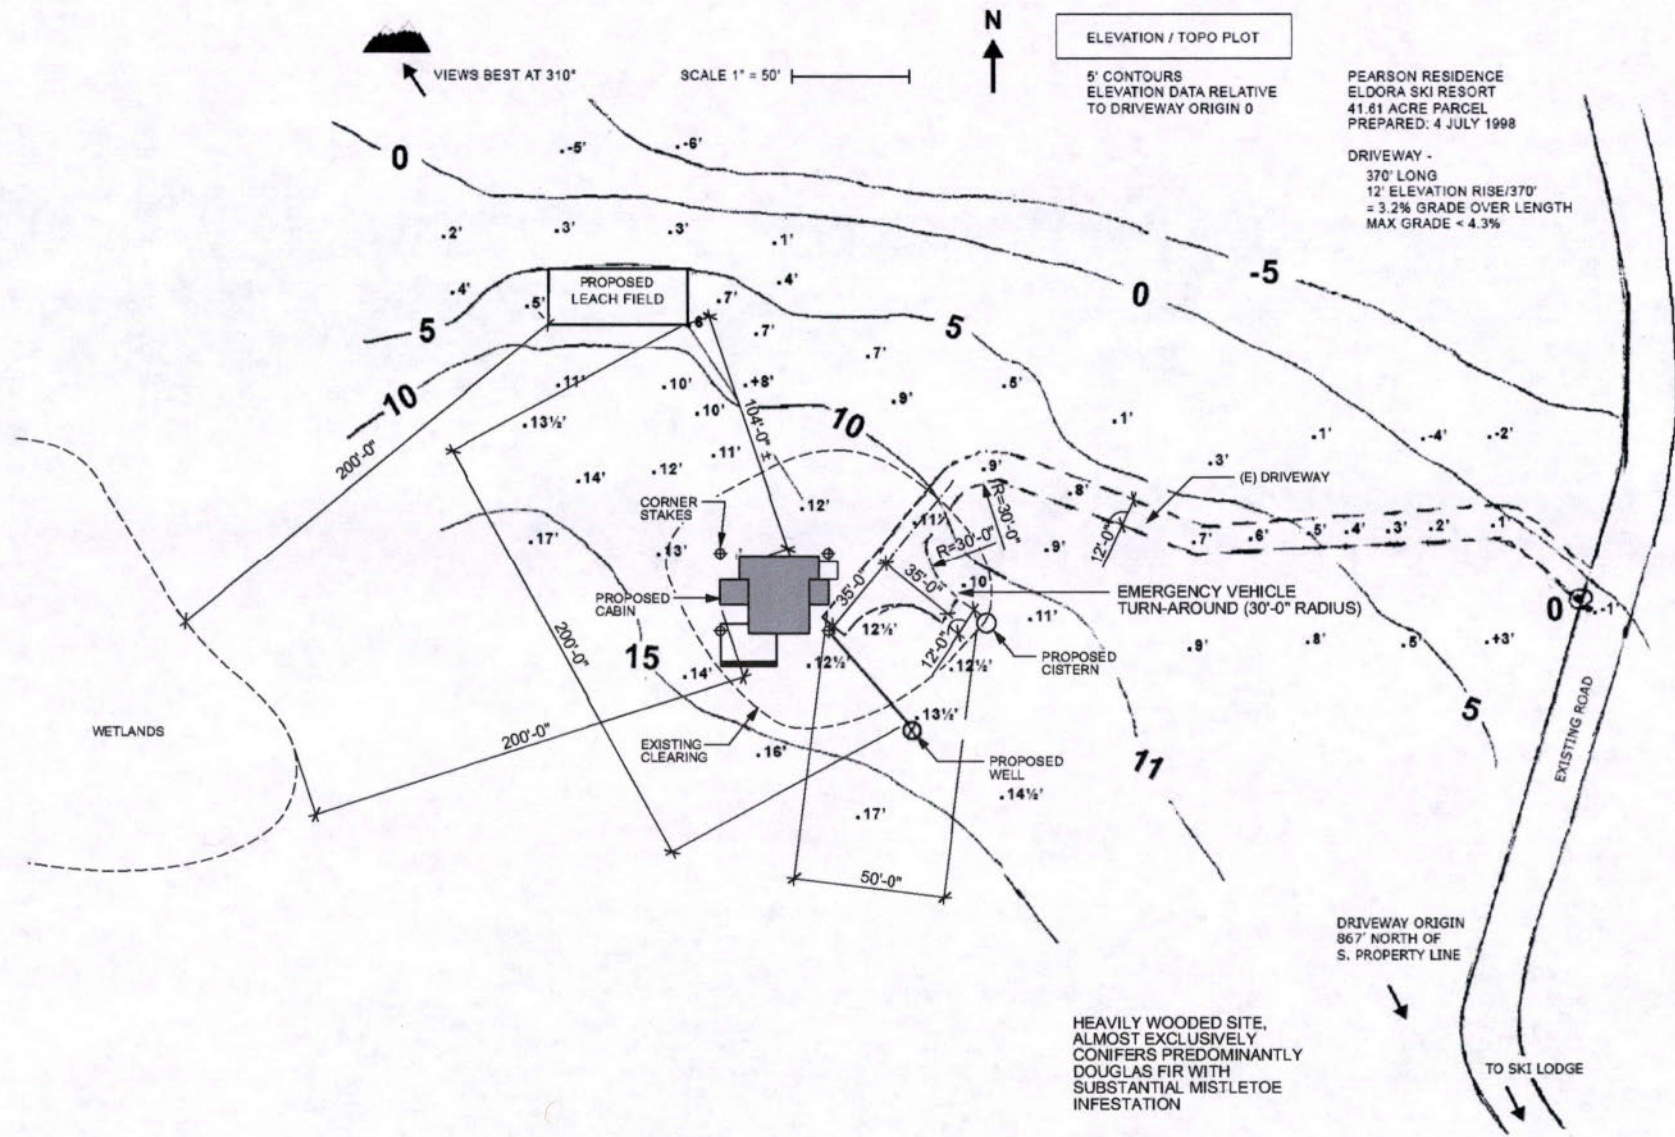 N
ELEVATION / TOPO PLOT
VIEWS BEST AT 310°
SCALE 1" = 50'
5' CONTOURS
ELEVATION DATA RELATIVE
TO DRIVEWAY ORIGIN 0
PEARSON RESIDENCE
ELDORA SKI RESORT
41.61 ACRE PARCEL
PREPARED: 4 JULY 1998
DRIVEWAY -
370' LONG
12' ELEVATION RISE/370'
= 3.2% GRADE OVER LENGTH
MAX GRADE < 4.3%
0
.-5'
.-6'
.2'
.3'
.3'
.1'
-5
0
.4'
.5'
PROPOSED
LEACH FIELD
.4'
.7'
6'
.7'
5
5
.7'
10
.11'
.10'
.+8'
.9'
.5'
.13½'
.10'
104'-0" ±
10
.1'
.1'
.-4'
.-2'
200'-0"
.14'
.12'
.11'
.9'
.3'
(E) DRIVEWAY
.8'
CORNER
STAKES
.12'
.11'
R=30'-0"
R=30'-0"
12'-0"
.17'
.13'
.9'
.7'
.6'
.5'
.4'
.3'
.2'
.1'
35'-0"
35'-0"
.10'
EMERGENCY VEHICLE
TURN-AROUND (30'-0" RADIUS)
PROPOSED
CABIN
0
.-1'
.11'
200'-0"
15
12½'
12'-0"
.9'
.8'
.5'
.+3'
.14'
.12½'
.12½'
PROPOSED
CISTERN
WETLANDS
200'-0"
EXISTING
CLEARING
.16'
.13½'
PROPOSED
WELL
11
5
EXISTING ROAD
.14½'
.17'
50'-0"
DRIVEWAY ORIGIN
867' NORTH OF
S. PROPERTY LINE
HEAVILY WOODED SITE,
ALMOST EXCLUSIVELY
CONIFERS PREDOMINANTLY
DOUGLAS FIR WITH
SUBSTANTIAL MISTLETOE
INFESTATION
TO SKI LODGE